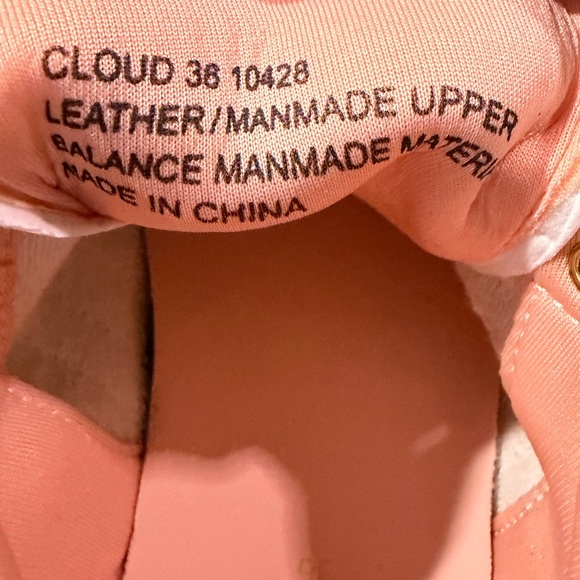 CLOUD 36 10428
LEATHER/MANMADE UPPER
BALANCE MANMADE MATERI
MADE IN CHINA